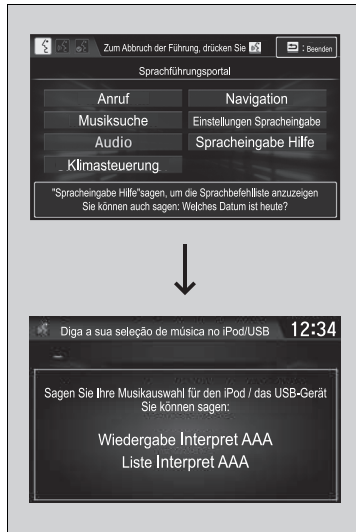 Zum Abbruch der Führung, drücken Sie
: Beenden
Sprachführungsportal
Anruf
Navigation
Musiksuche
Einstellungen Spracheingabe
Audio
Spracheingabe Hilfe
Klimasteuerung
"Spracheingabe Hilfe"sagen, um die Sprachbefehlliste anzuzeigen
Sie können auch sagen: Welches Datum ist heute?
Diga a sua seleção de música no iPod/USB
12:34
Sagen Sie Ihre Musikauswahl für den iPod / das USB-Gerät
Sie können sagen:
Wiedergabe Interpret AAA
Liste Interpret AAA